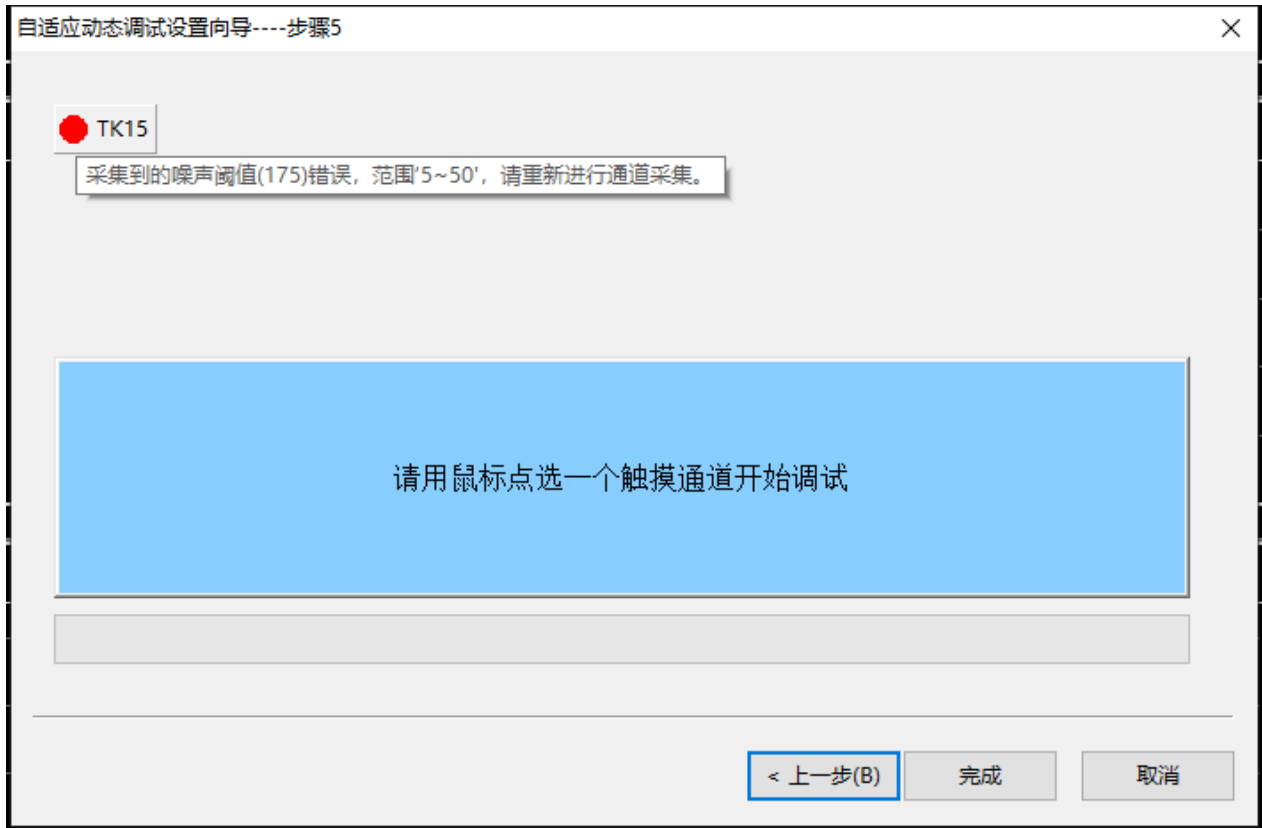 自适应动态调试设置向导----步骤5
TK15
采集到的噪声阈值(175)错误，范围'5~50'，请重新进行通道采集。
请用鼠标点选一个触摸通道开始调试
< 上一步(B)
完成
取消